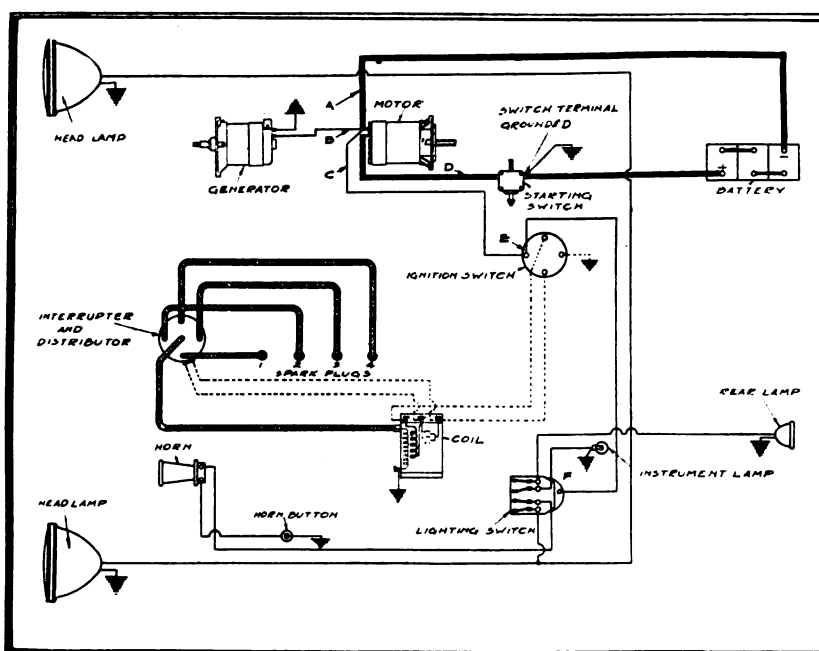 HEAD LAMP
GENERATOR
A
B
C
MOTOR
D
SWITCH TERMINAL
GROUNDED
STARTING
SWITCH
+
-
BATTERY
E
IGNITION SWITCH
INTERRUPTER
AND
DISTRIBUTOR
1
2
3
4
SPARK PLUGS
COIL
REAR LAMP
HORN
F
INSTRUMENT LAMP
HORN BUTTON
LIGHTING SWITCH
HEAD LAMP